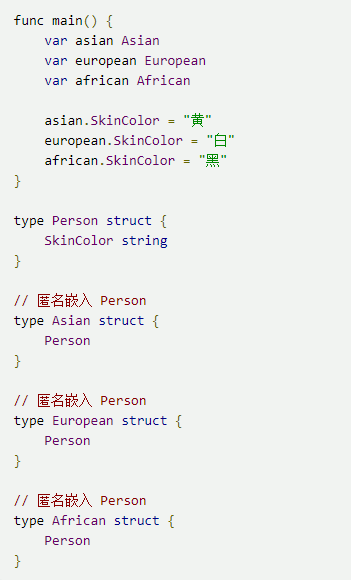 func main() {
    var asian Asian
    var european European
    var african African

    asian.SkinColor = "黄"
    european.SkinColor = "白"
    african.SkinColor = "黑"
}

type Person struct {
    SkinColor string
}

// 匿名嵌入 Person
type Asian struct {
    Person
}

// 匿名嵌入 Person
type European struct {
    Person
}

// 匿名嵌入 Person
type African struct {
    Person
}